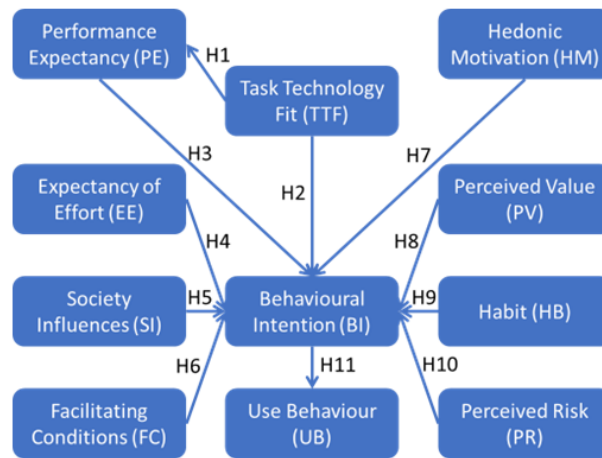 Performance
Expectancy (PE)
H1
Hedonic
Motivation (HM)
Task Technology
Fit (TTF)
H3
H7
Expectancy of
Effort (EE)
H2
Perceived Value
(PV)
H4
H8
Society
Influences (SI)
H5
Behavioural
Intention (BI)
H9
Habit (HB)
H6
H11
H10
Facilitating
Conditions (FC)
Use Behaviour
(UB)
Perceived Risk
(PR)